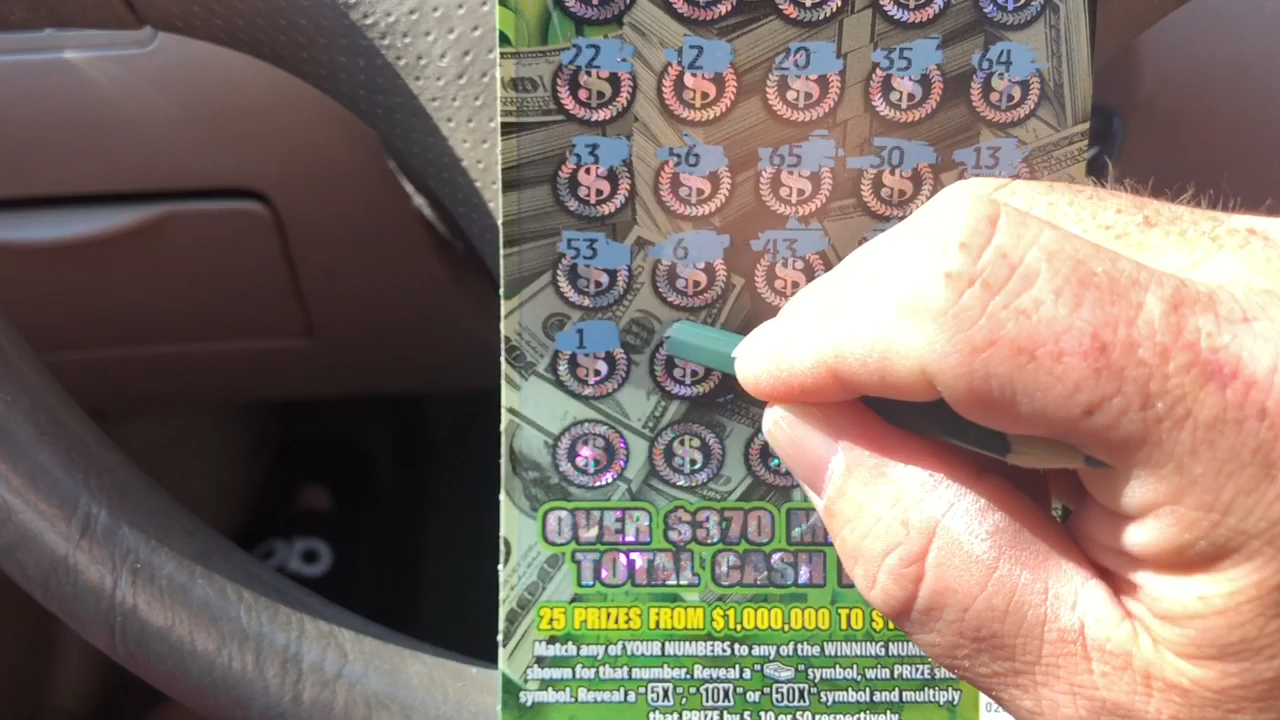 22 12 20 35 64
53 56 65 30 13
53 6 43
1
OVER $370
TOTAL CASH
25 PRIZES FROM $1,000,000 TO
Match any of YOUR NUMBERS to any of the WINNING
shown for that number. Reveal a " " symbol, win PRIZE
symbol. Reveal a "5X", "10X" or "50X" symbol and multiply
that PRIZE by 5, 10 or 50 respectively.